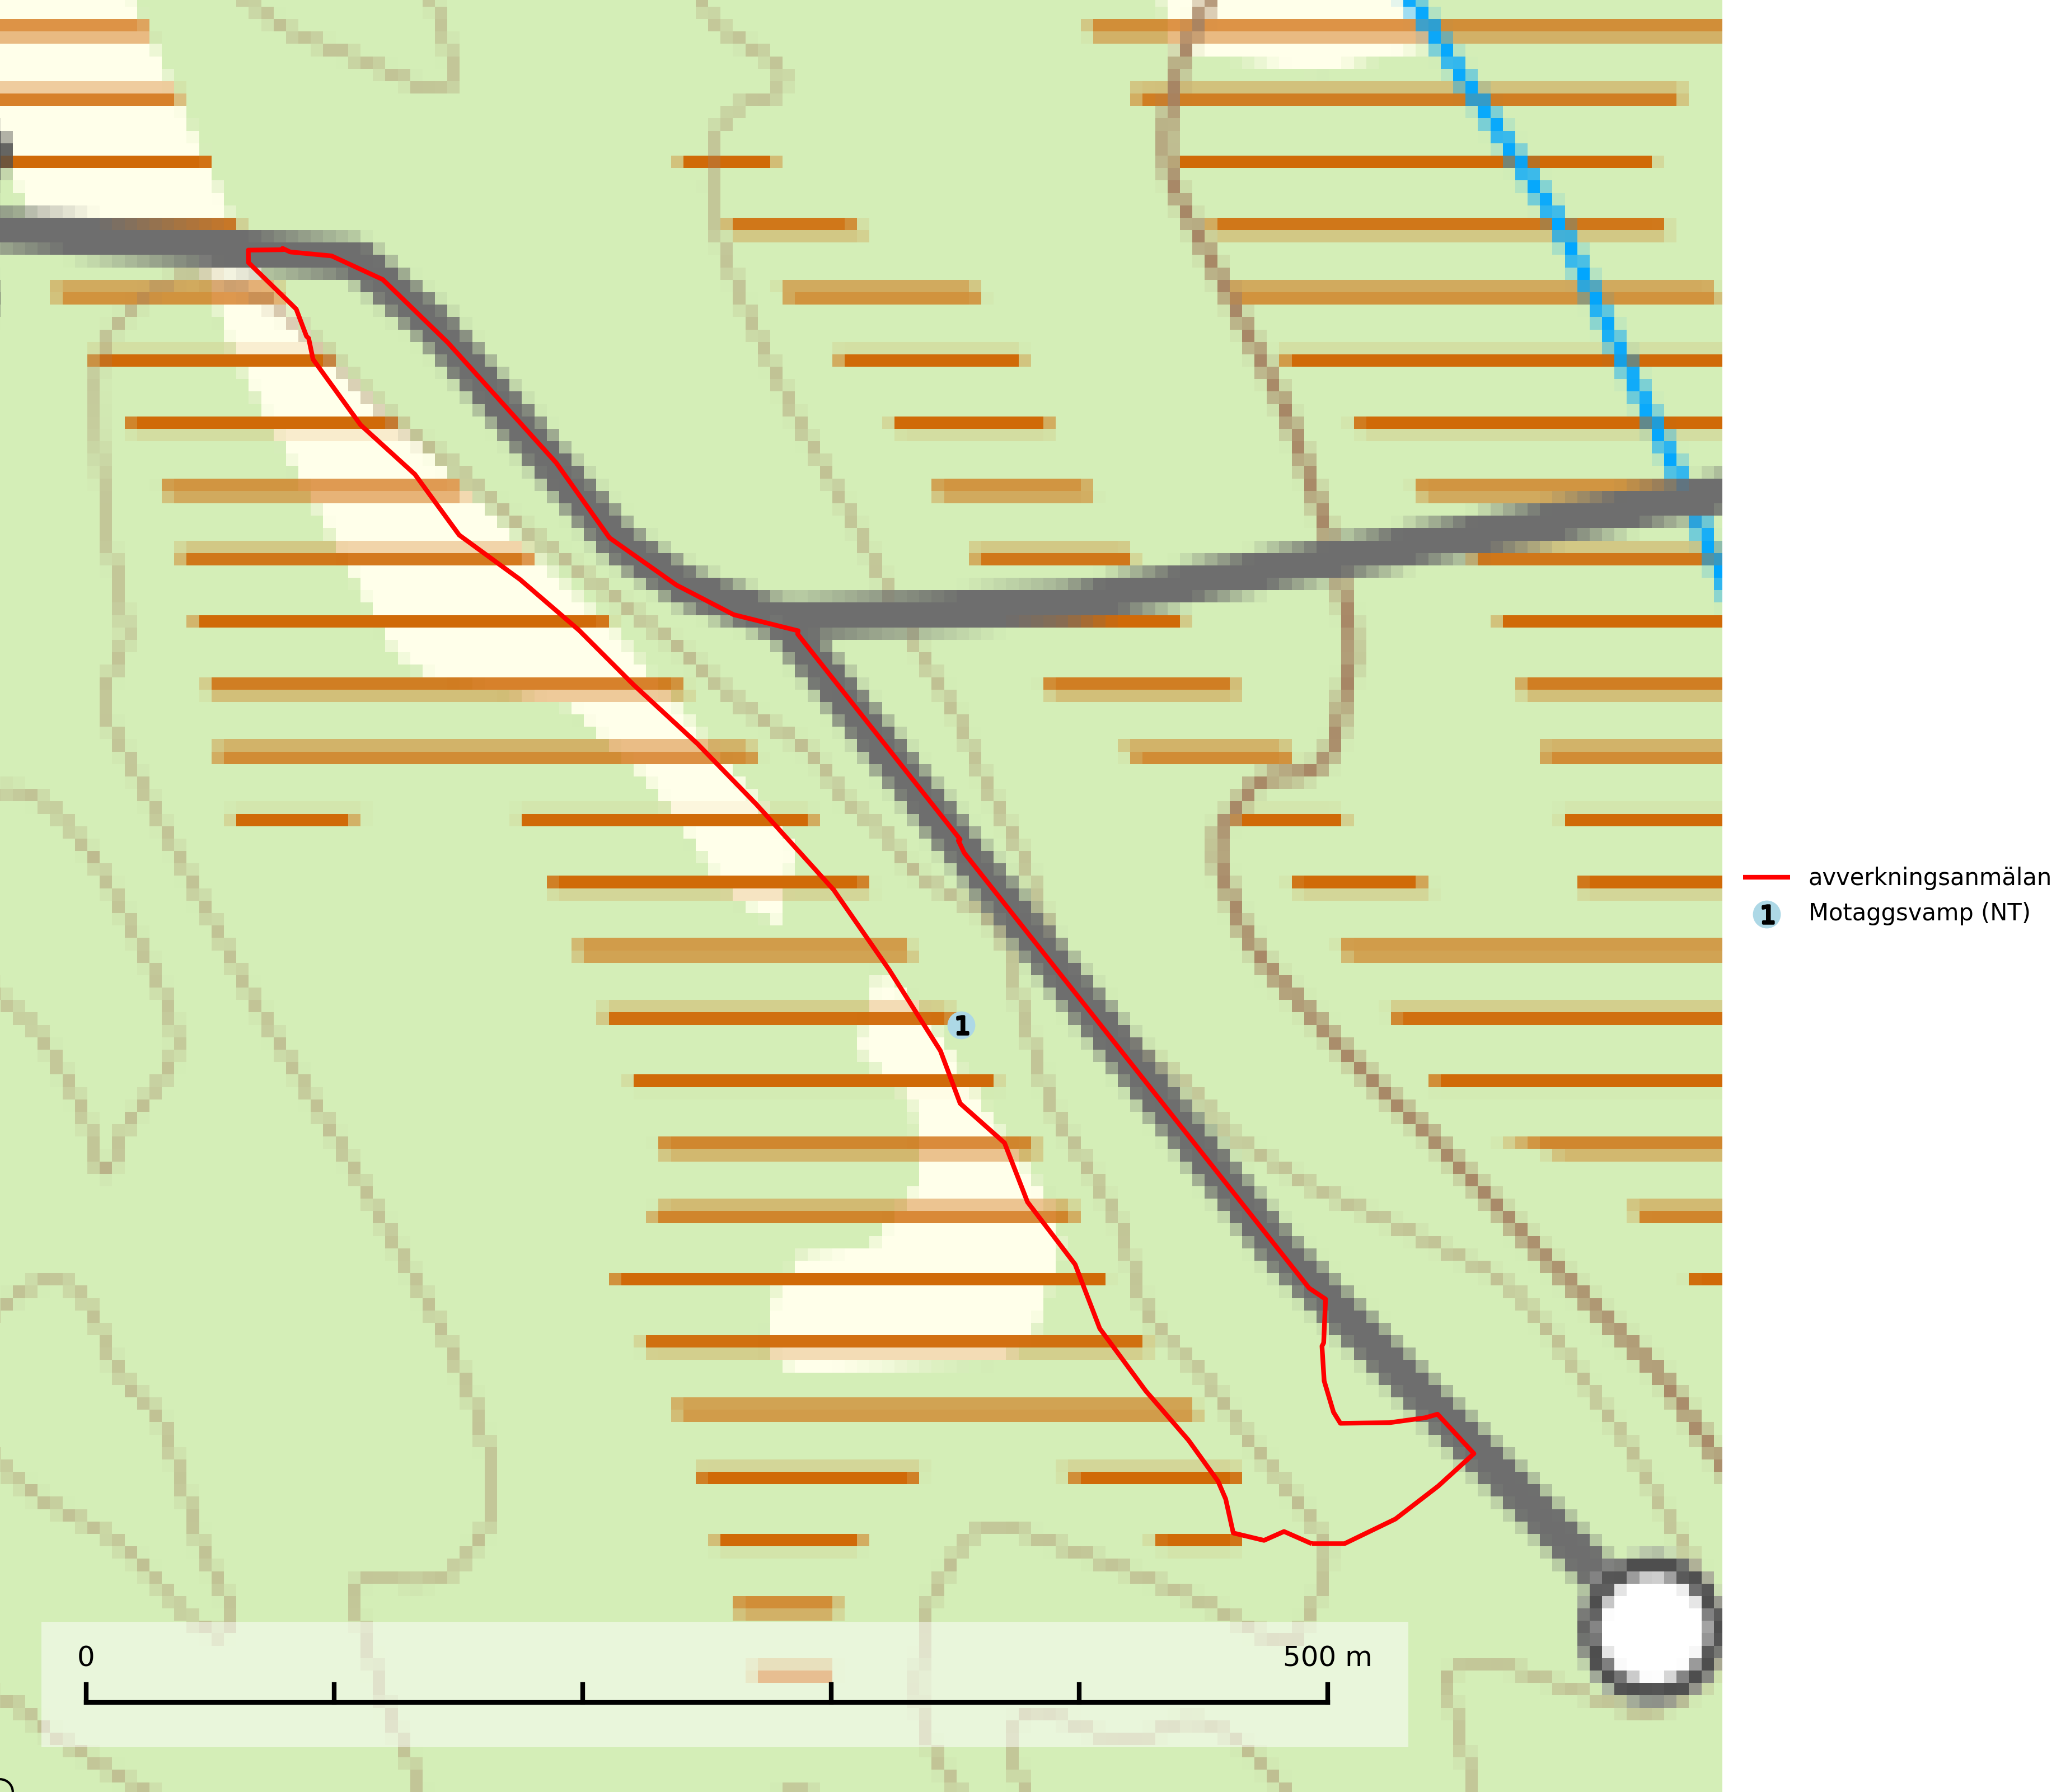 1
avverkningsanmälan
1 Motaggsvamp (NT)
0 500 m